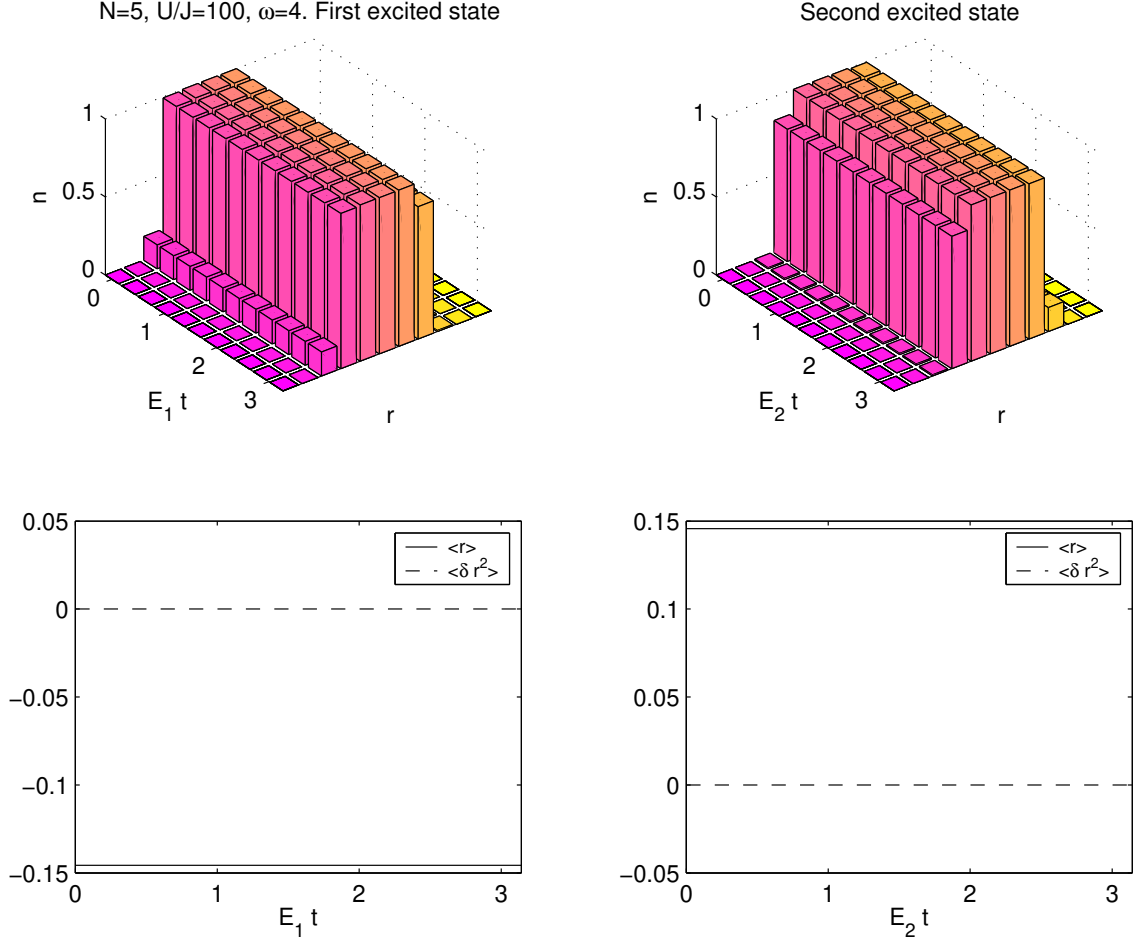 N=5, U/J=100, ω=4. First excited state
1
0.5
0
n
0
1
2
3
E₁ t
r
Second excited state
1
0.5
0
n
0
1
2
3
E₂ t
r
0.05
0
−0.05
−0.1
−0.15
0
1
2
3
E₁ t
<r>
<δ r²>
0.15
0.1
0.05
0
−0.05
0
1
2
3
E₂ t
<r>
<δ r²>